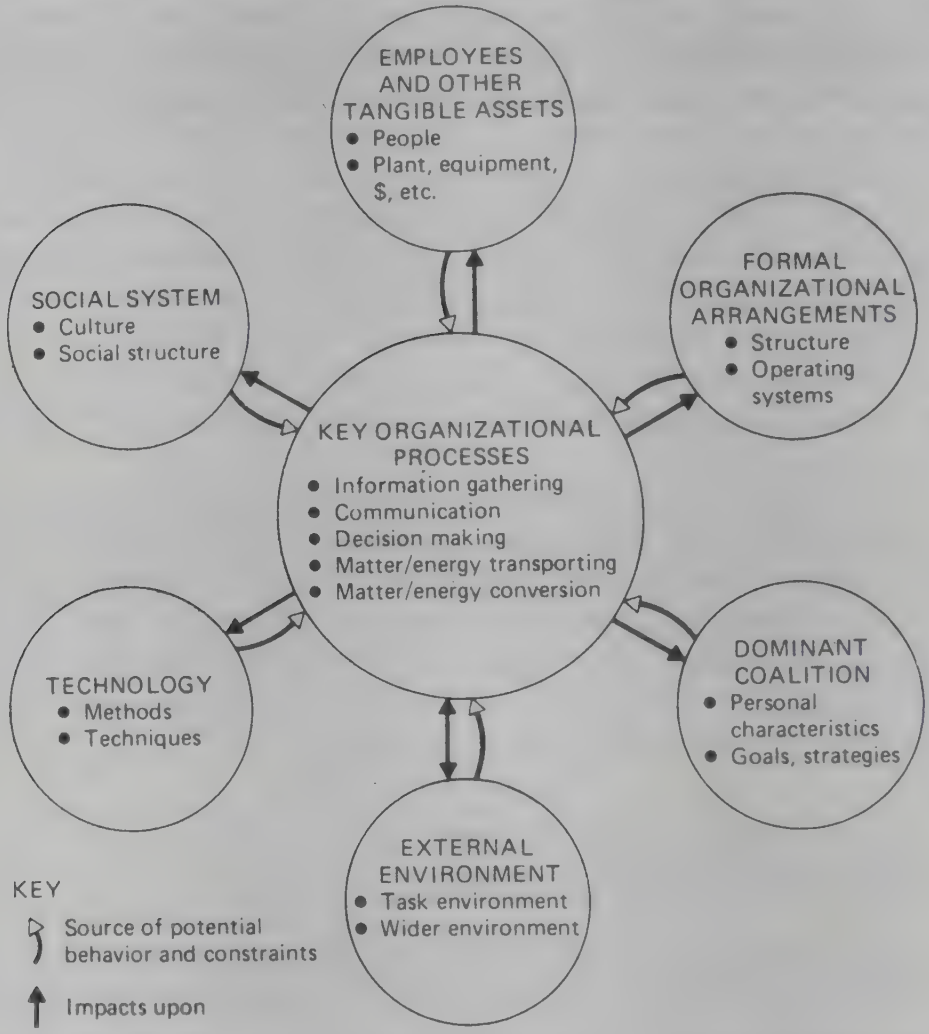 EMPLOYEES
AND OTHER
TANGIBLE ASSETS
● People
● Plant, equipment,
$, etc.
SOCIAL SYSTEM
● Culture
● Social structure
FORMAL
ORGANIZATIONAL
ARRANGEMENTS
● Structure
● Operating
systems
KEY ORGANIZATIONAL
PROCESSES
● Information gathering
● Communication
● Decision making
● Matter/energy transporting
● Matter/energy conversion
TECHNOLOGY
● Methods
● Techniques
DOMINANT
COALITION
● Personal
characteristics
● Goals, strategies
EXTERNAL
ENVIRONMENT
● Task environment
● Wider environment
KEY
Source of potential
behavior and constraints
Impacts upon